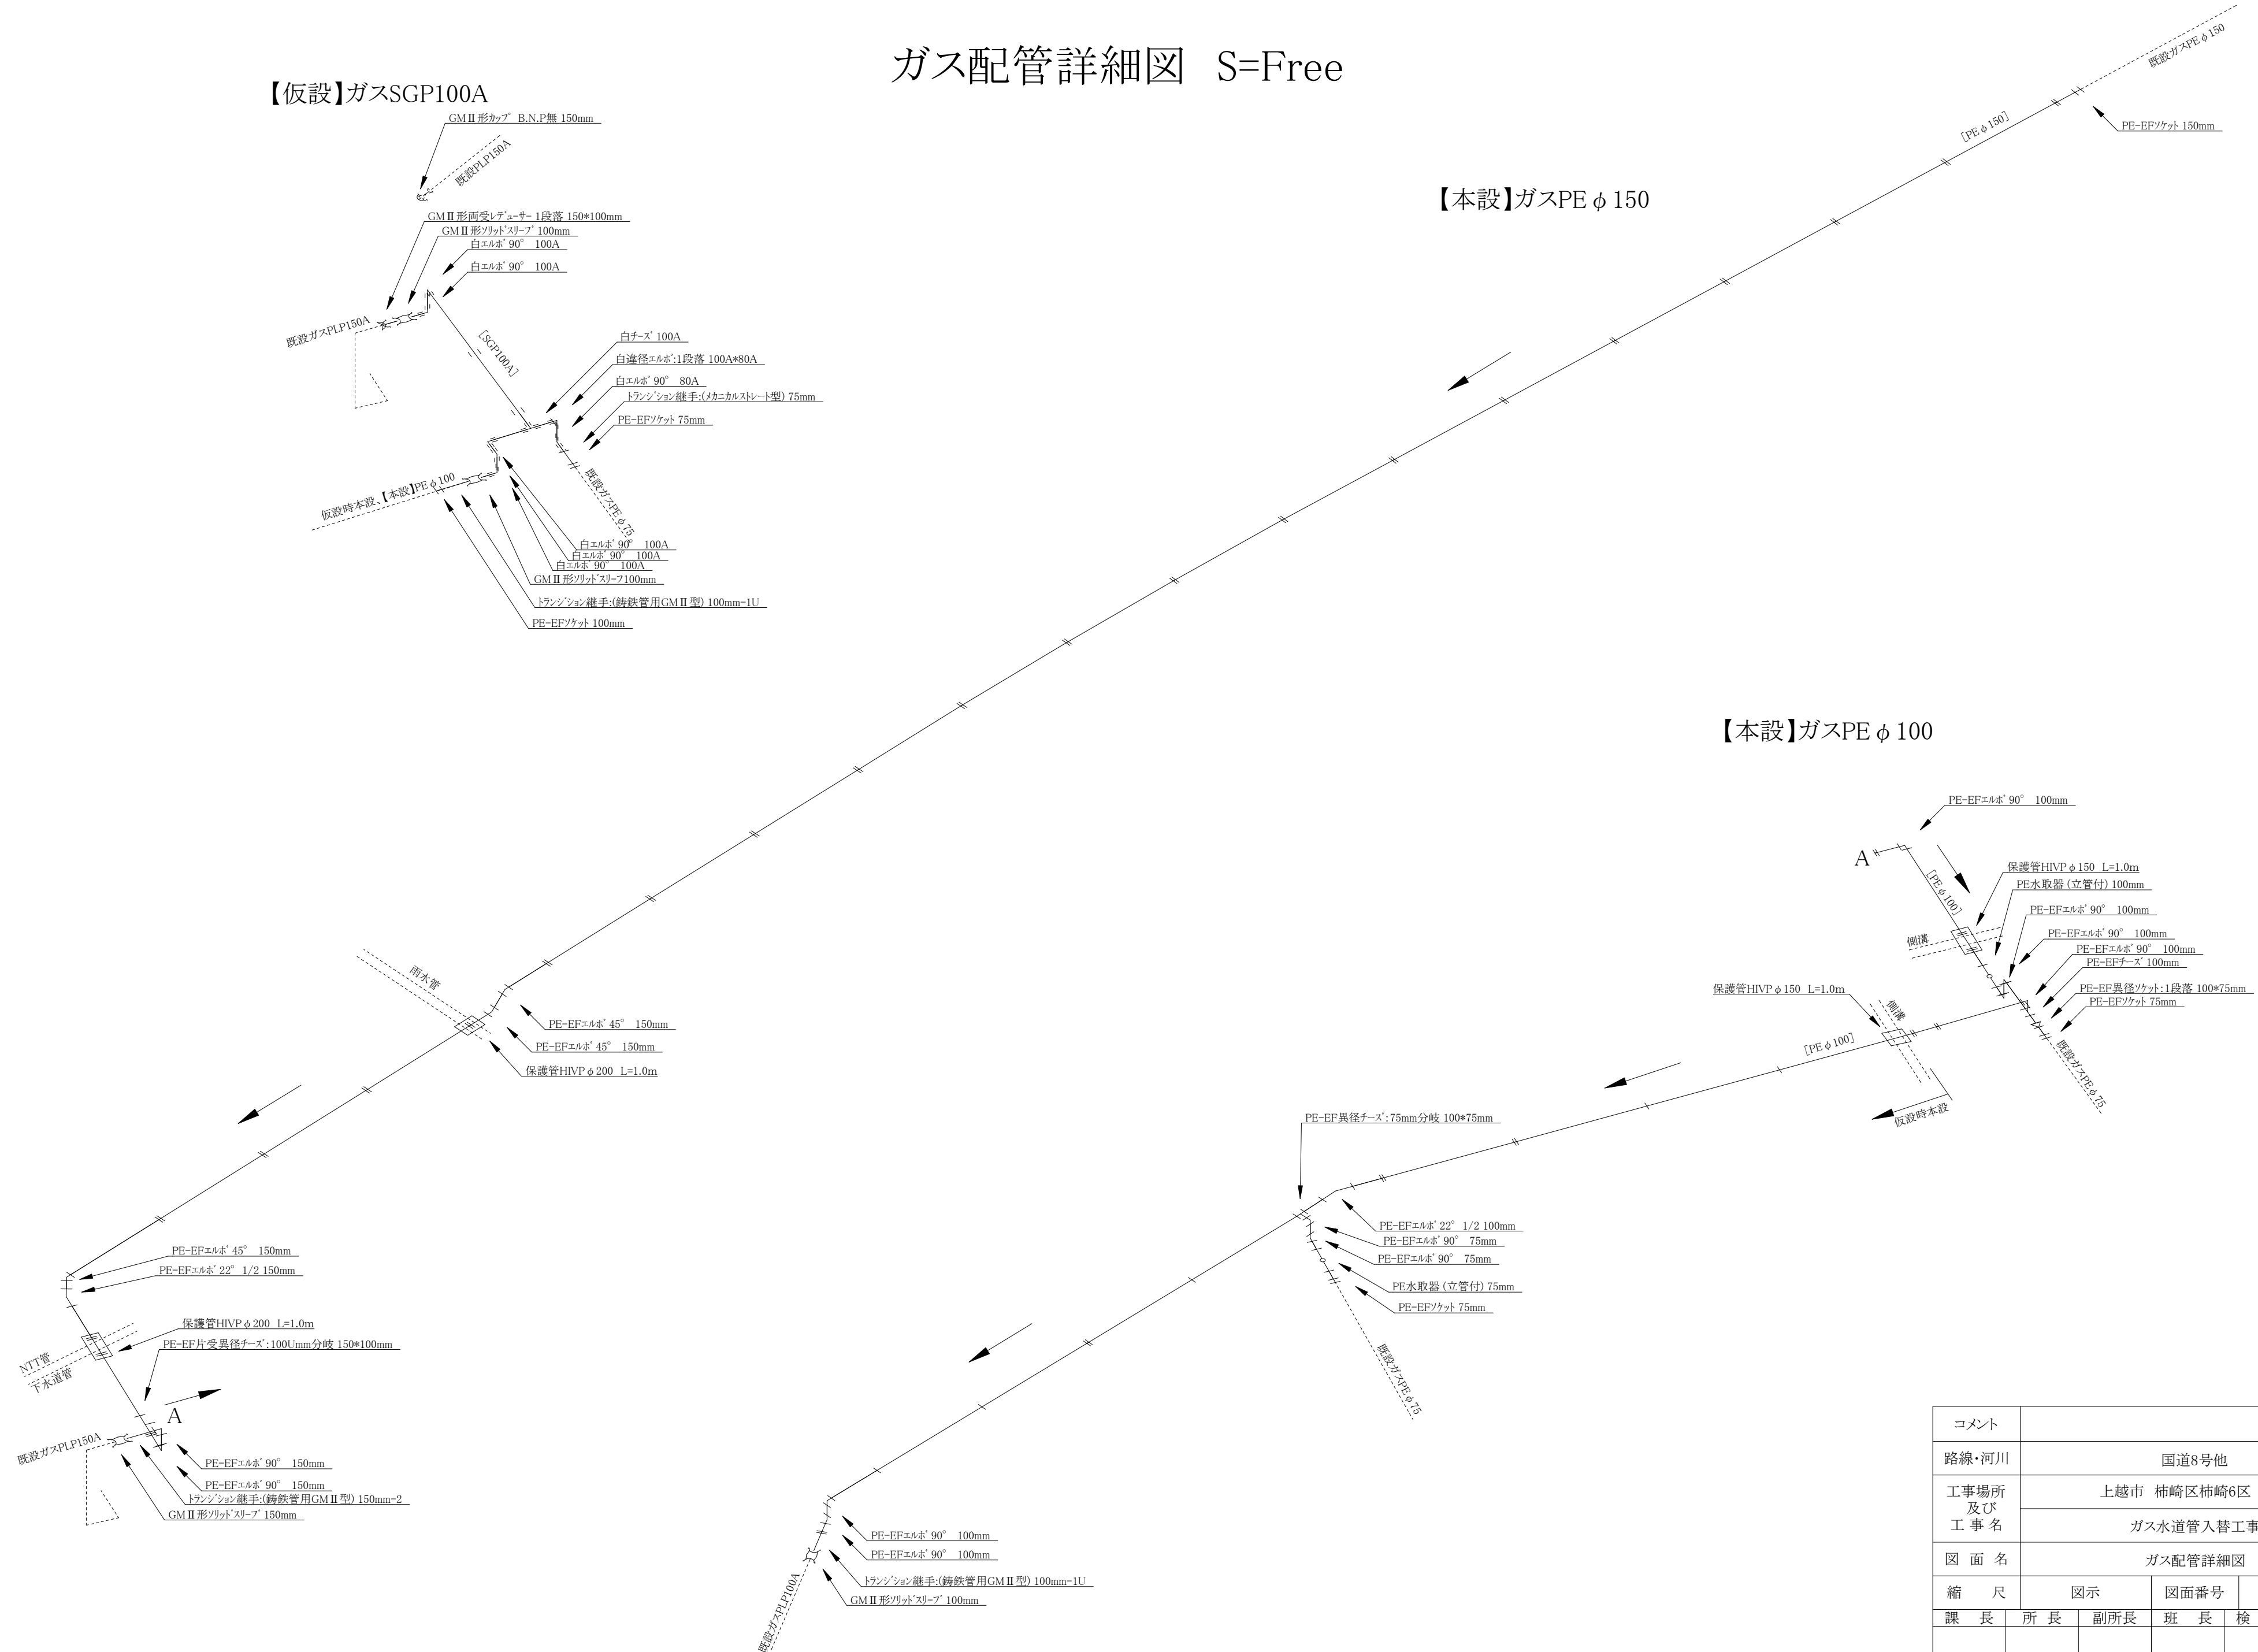 ガス配管詳細図　S=Free
【仮設】ガスSGP100A
GMⅡ形カップ B.N.P無 150mm
既設PLP150A
GMⅡ形両受レデューサー 1段落 150*100mm
GMⅡ形ソリッドスリーブ 100mm
白エルボ 90°　100A
白エルボ 90°　100A
既設ガスPLP150A
[SGP100A]
白チーズ 100A
白違径エルボ:1段落 100A*80A
白エルボ 90°　80A
トランジション継手:(メカニカルストレート型) 75mm
PE-EFソケット 75mm
既設ガスPEφ75
仮設時本設、【本設】PEφ100
白エルボ 90°　100A
白エルボ 90°　100A
白エルボ 90°　100A
GMⅡ形ソリッドスリーブ100mm
トランジション継手:(鋳鉄管用GMⅡ型) 100mm-1U
PE-EFソケット 100mm
【本設】ガスPEφ150
既設ガスPEφ150
PE-EFソケット 150mm
[PEφ150]
雨水管
PE-EFエルボ 45°　150mm
PE-EFエルボ 45°　150mm
保護管HIVPφ200　L=1.0m
PE-EFエルボ 45°　150mm
PE-EFエルボ 22°　1/2 150mm
保護管HIVPφ200　L=1.0m
PE-EF片受異径チーズ:100Umm分岐 150*100mm
NTT管
下水道管
A
既設ガスPLP150A
PE-EFエルボ 90°　150mm
PE-EFエルボ 90°　150mm
トランジション継手:(鋳鉄管用GMⅡ型) 150mm-2
GMⅡ形ソリッドスリーブ 150mm
【本設】ガスPEφ100
PE-EFエルボ 90°　100mm
A
[PEφ100]
保護管HIVPφ150　L=1.0m
PE水取器 (立管付) 100mm
PE-EFエルボ 90°　100mm
側溝
PE-EFエルボ 90°　100mm
PE-EFエルボ 90°　100mm
PE-EFチーズ 100mm
PE-EF異径ソケット:1段落 100*75mm
PE-EFソケット 75mm
保護管HIVPφ150　L=1.0m
側溝
既設ガスPEφ75
[PEφ100]
仮設時本設
PE-EF異径チーズ:75mm分岐 100*75mm
PE-EFエルボ 22°　1/2 100mm
PE-EFエルボ 90°　75mm
PE-EFエルボ 90°　75mm
PE水取器 (立管付) 75mm
PE-EFソケット 75mm
既設ガスPEφ75
PE-EFエルボ 90°　100mm
PE-EFエルボ 90°　100mm
トランジション継手:(鋳鉄管用GMⅡ型) 100mm-1U
GMⅡ形ソリッドスリーブ 100mm
既設ガスPLP100A
コメント
路線・河川　国道8号他
工事場所及び工事名　上越市　柿崎区柿崎6区
ガス水道管入替工事
図面名　ガス配管詳細図
縮尺　図示　図面番号
課長　所長　副所長　班長　検